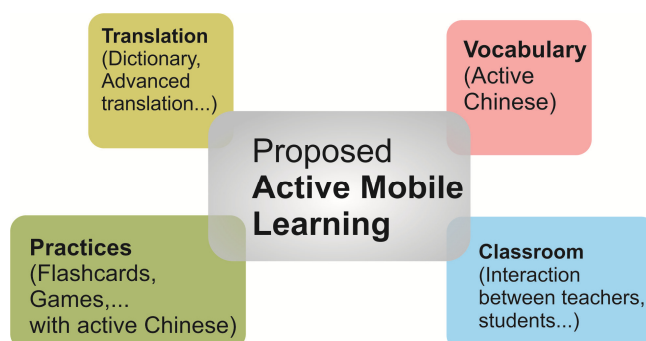 Translation
(Dictionary,
Advanced
translation...)
Vocabulary
(Active
Chinese)
Proposed
Active Mobile
Learning
Practices
(Flashcards,
Games,...
with active Chinese)
Classroom
(Interaction
between teachers,
students...)